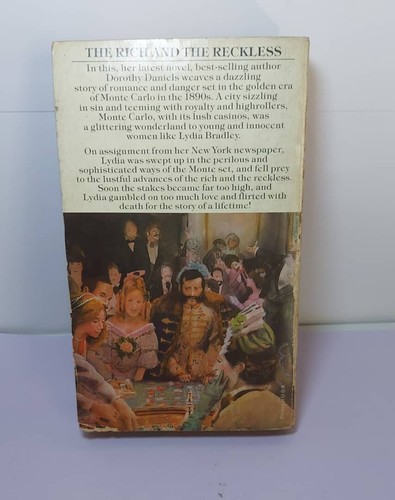 THE RICH AND THE RECKLESS
In this, her latest novel, best-selling author
Dorothy Daniels weaves a dazzling
story of romance and danger set in the golden era
of Monte Carlo in the 1890s. A city sizzling
in sin and teeming with royalty and highrollers,
Monte Carlo, with its lush casinos, was
a glittering wonderland to young and innocent
women like Lydia Bradley.
On assignment from her New York newspaper,
Lydia was swept up in the perilous and
sophisticated ways of the Monte set, and fell prey
to the lustful advances of the rich and the reckless.
Soon the stakes became far too high, and
Lydia gambled on too much love and flirted with
death for the story of a lifetime!